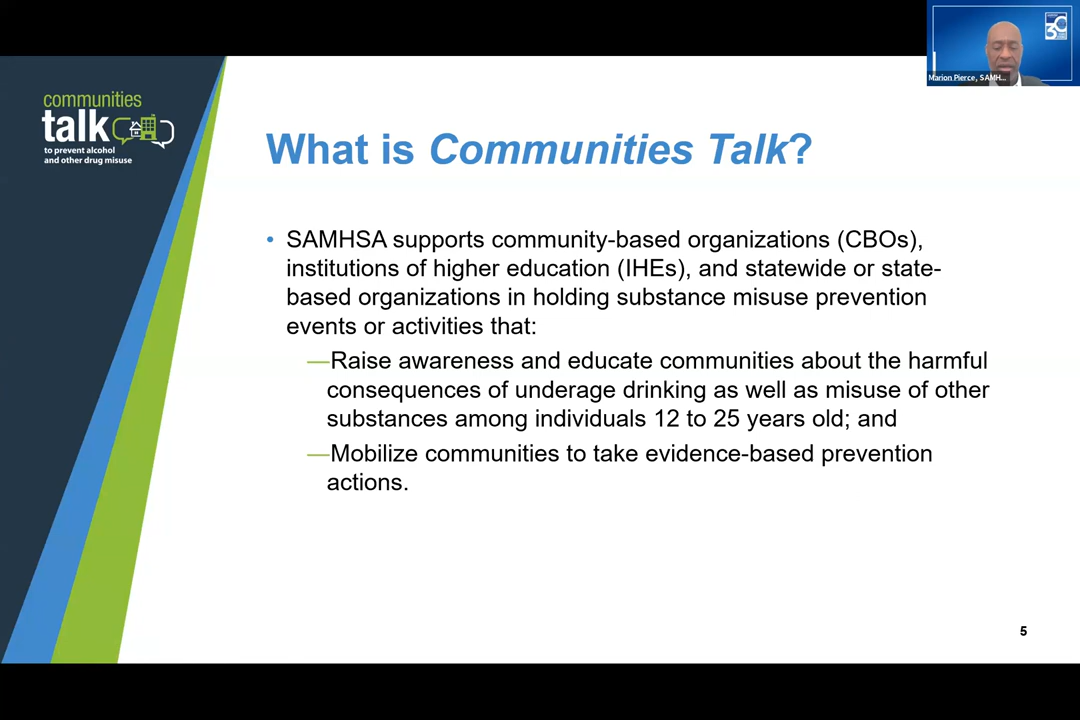 Marion Pierce, SAMH...
communities
talk
to prevent alcohol
and other drug misuse
What is Communities Talk?
• SAMHSA supports community-based organizations (CBOs),
institutions of higher education (IHEs), and statewide or state-
based organizations in holding substance misuse prevention
events or activities that:
—Raise awareness and educate communities about the harmful
consequences of underage drinking as well as misuse of other
substances among individuals 12 to 25 years old; and
—Mobilize communities to take evidence-based prevention
actions.
5